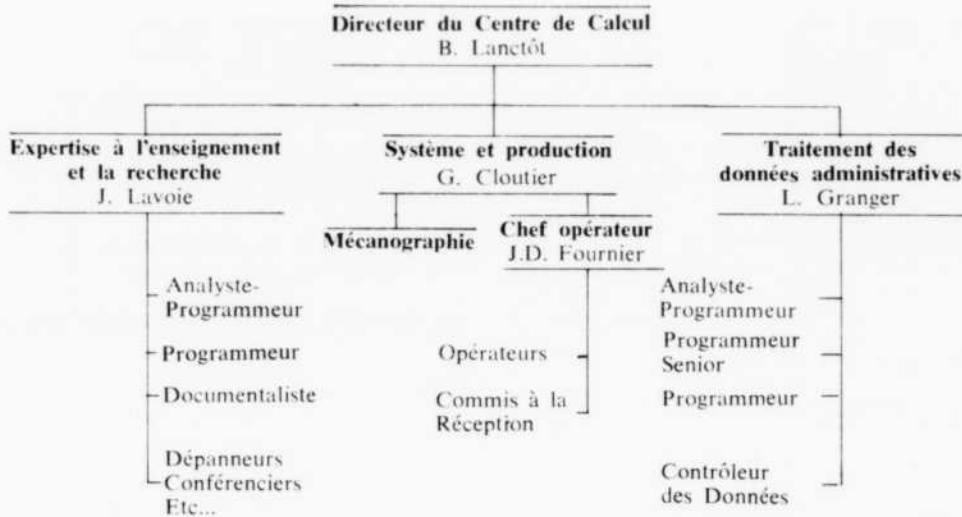 Directeur du Centre de Calcul
B. Lanctôt
Expertise à l'enseignement
et la recherche
J. Lavoie
Système et production
G. Cloutier
Traitement des
données administratives
L. Granger
Mécanographie
Chef opérateur
J.D. Fournier
Analyste-
Programmeur
Programmeur
Documentaliste
Dépanneurs
Conférenciers
Etc...
Opérateurs
Commis à la
Réception
Analyste-
Programmeur
Programmeur
Senior
Programmeur
Contrôleur
des Données